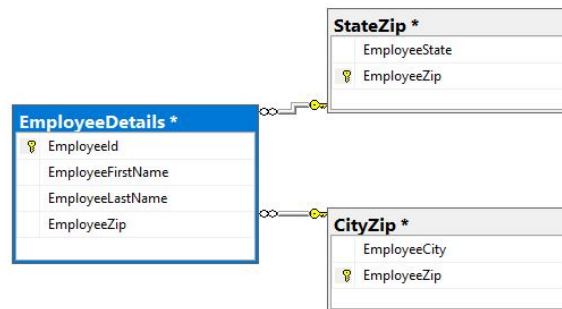 StateZip *
EmployeeState
EmployeeZip
EmployeeDetails *
EmployeeId
EmployeeFirstName
EmployeeLastName
EmployeeZip
CityZip *
EmployeeCity
EmployeeZip